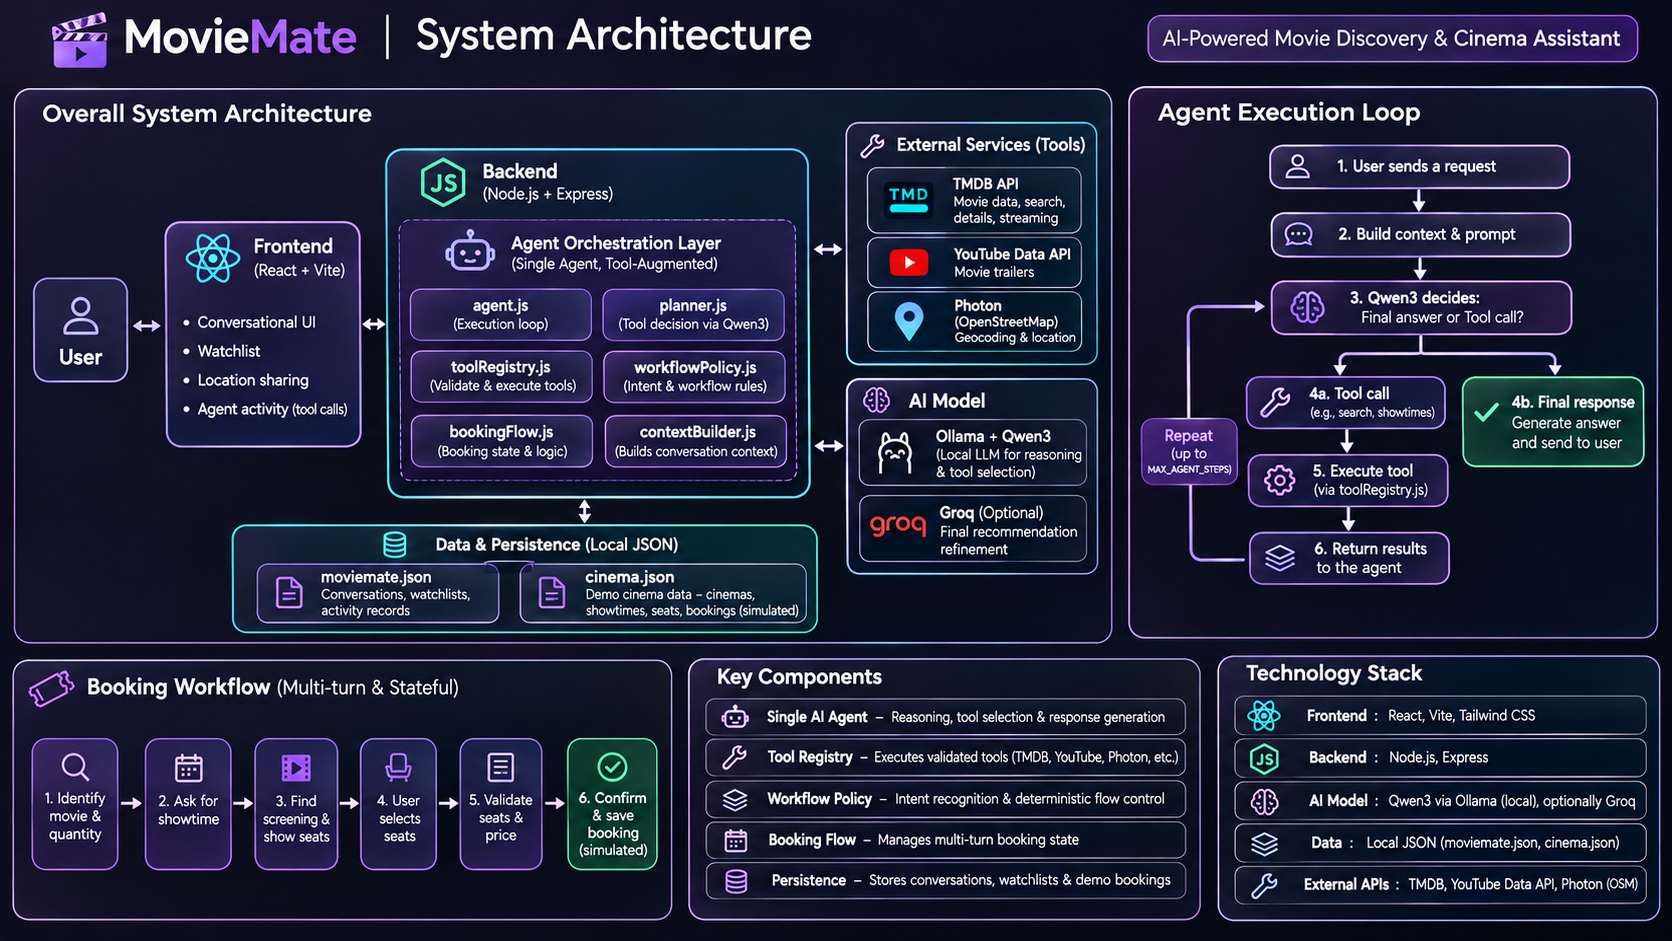 MovieMate | System Architecture
AI-Powered Movie Discovery & Cinema Assistant
Overall System Architecture
User
Frontend
(React + Vite)
• Conversational UI
• Watchlist
• Location sharing
• Agent activity (tool calls)
JS
Backend
(Node.js + Express)
Agent Orchestration Layer
(Single Agent, Tool-Augmented)
agent.js
(Execution loop)
planner.js
(Tool decision via Qwen3)
toolRegistry.js
(Validate & execute tools)
workflowPolicy.js
(Intent & workflow rules)
bookingFlow.js
(Booking state & logic)
contextBuilder.js
(Builds conversation context)
External Services (Tools)
TMD
TMDB API
Movie data, search,
details, streaming
YouTube Data API
Movie trailers
Photon
(OpenStreetMap)
Geocoding & location
AI Model
Ollama + Qwen3
(Local LLM for reasoning
& tool selection)
groq
Groq (Optional)
Final recommendation
refinement
Data & Persistence (Local JSON)
moviemate.json
Conversations, watchlists,
activity records
cinema.json
Demo cinema data – cinemas,
showtimes, seats, bookings (simulated)
Agent Execution Loop
1. User sends a request
2. Build context & prompt
3. Qwen3 decides:
Final answer or Tool call?
4a. Tool call
(e.g., search, showtimes)
4b. Final response
Generate answer
and send to user
Repeat
(up to
MAX_AGENT_STEPS)
5. Execute tool
(via toolRegistry.js)
6. Return results
to the agent
Booking Workflow (Multi-turn & Stateful)
1. Identify
movie &
quantity
2. Ask for
showtime
3. Find
screening &
show seats
4. User
selects
seats
5. Validate
seats &
price
6. Confirm
& save
booking
(simulated)
Key Components
Single AI Agent – Reasoning, tool selection & response generation
Tool Registry – Executes validated tools (TMDB, YouTube, Photon, etc.)
Workflow Policy – Intent recognition & deterministic flow control
Booking Flow – Manages multi-turn booking state
Persistence – Stores conversations, watchlists & demo bookings
Technology Stack
Frontend : React, Vite, Tailwind CSS
JS
Backend : Node.js, Express
AI Model : Qwen3 via Ollama (local), optionally Groq
Data : Local JSON (moviemate.json, cinema.json)
External APIs : TMDB, YouTube Data API, Photon (OSM)